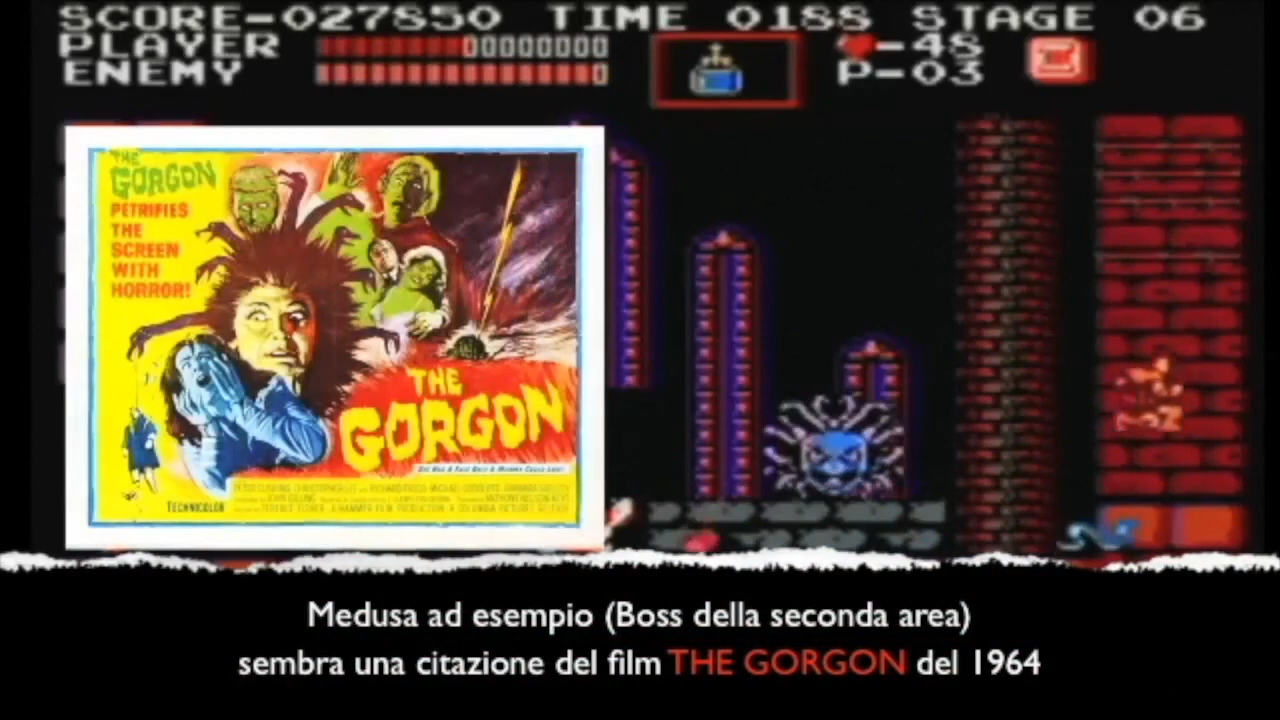 SCORE-027850 TIME 0188 STAGE 06
PLAYER
-48
ENEMY
P-03
THE
GORGON
PETRIFIES
THE
SCREEN
WITH
HORROR!
THE
GORGON
TECHNICOLOR
Medusa ad esempio (Boss della seconda area)
sembra una citazione del film THE GORGON del 1964